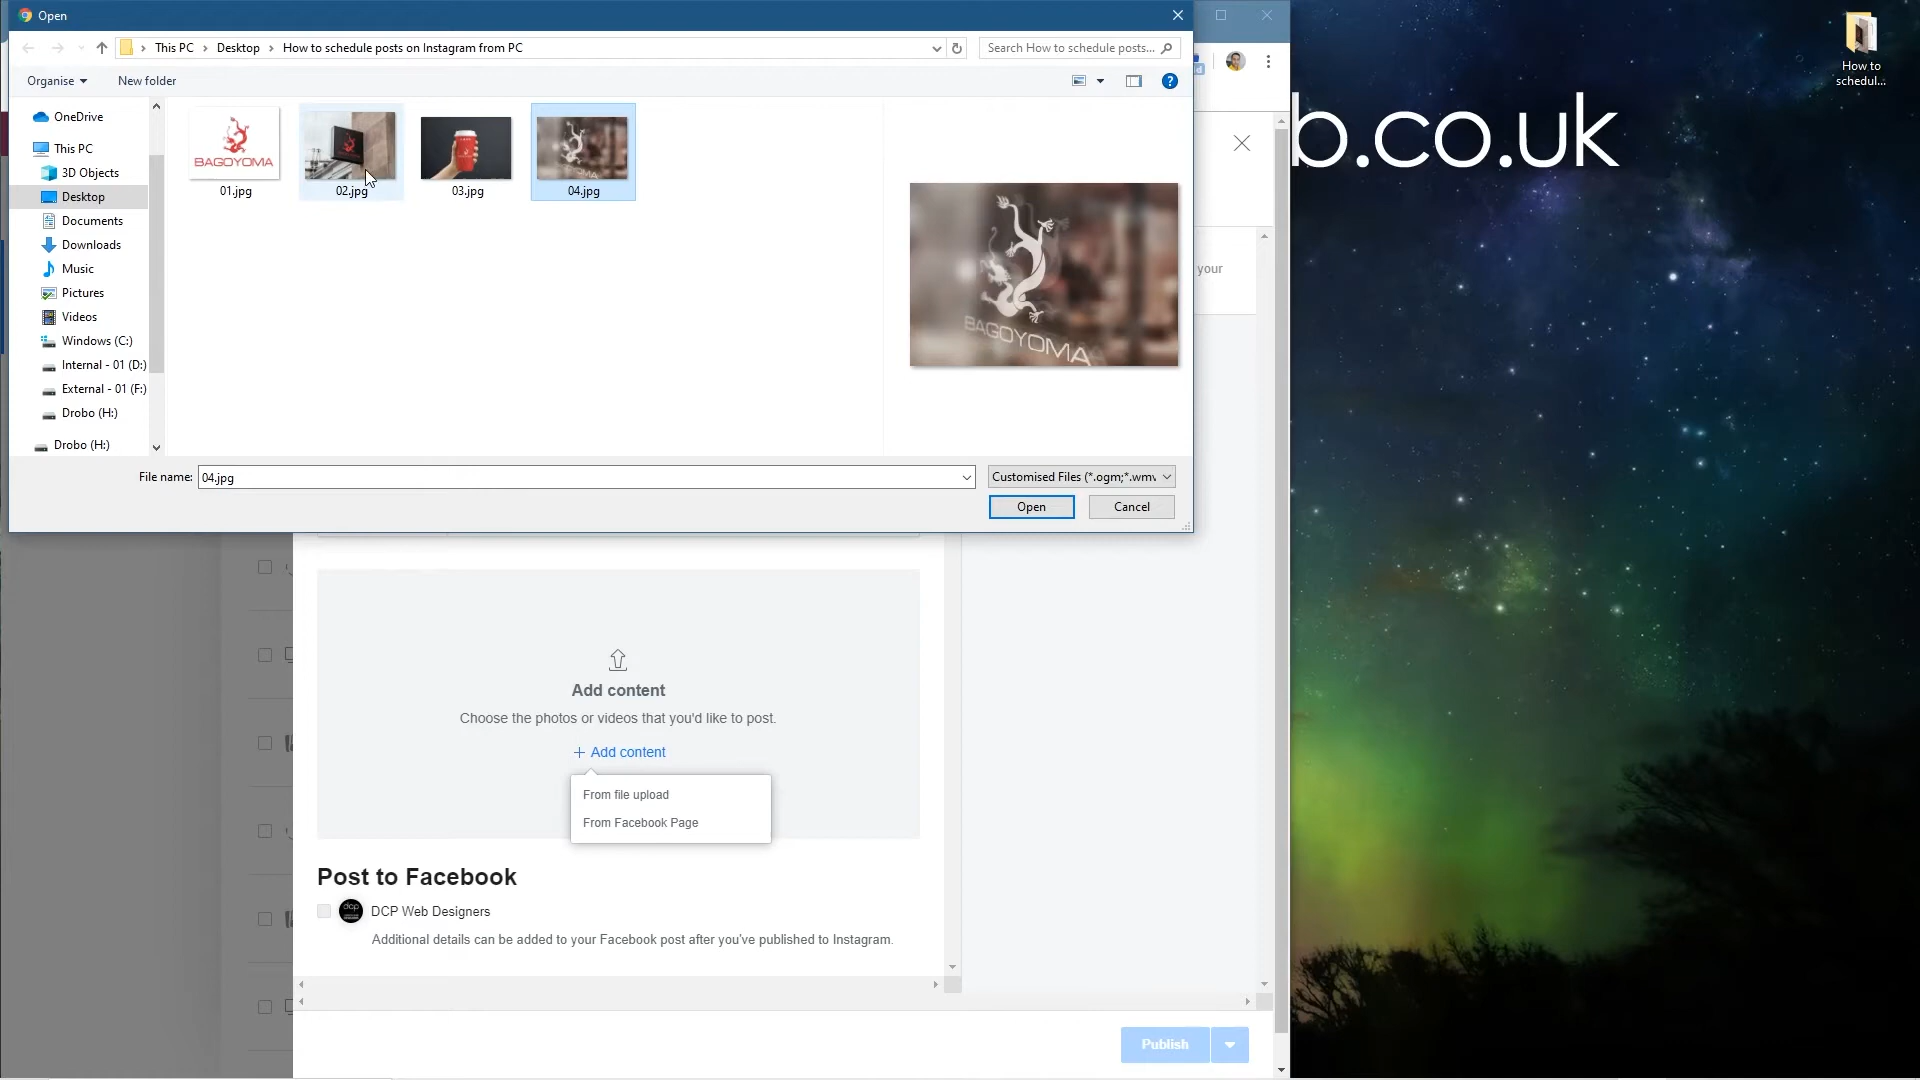 Open
This PC
Desktop
How to schedule posts on Instagram from PC
Search How to schedule posts...
Organise
New folder
OneDrive
This PC
3D Objects
Desktop
Documents
Downloads
Music
Pictures
Videos
Windows (C:)
Internal - 01 (D:)
External - 01 (F:)
Drobo (H:)
Drobo (H:)
BAGOYOMA
01.jpg
02.jpg
03.jpg
04.jpg
BAGOYOMA
File name:
04.jpg
Customised Files (*.ogm;*.wmv
Open
Cancel
your
b.co.uk
How to
schedul...
Add content
Choose the photos or videos that you'd like to post.
+ Add content
From file upload
From Facebook Page
Post to Facebook
dcp
DCP Web Designers
Additional details can be added to your Facebook post after you've published to Instagram.
Publish